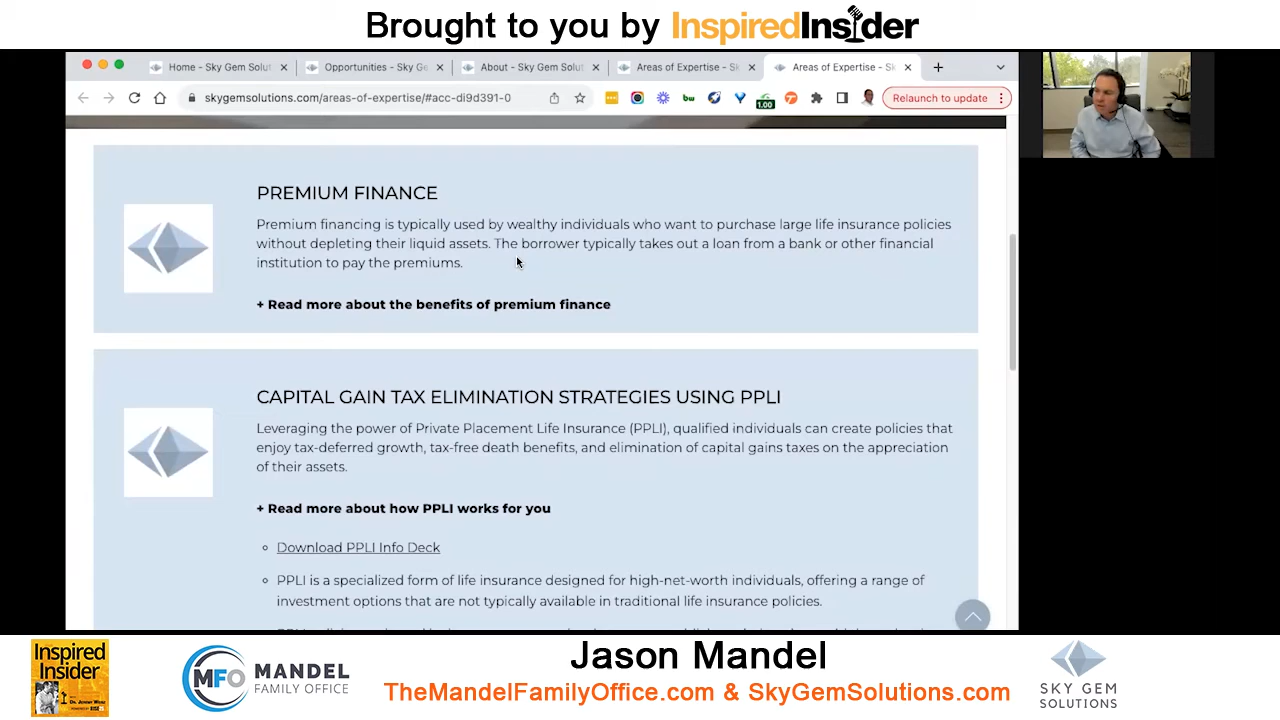 Brought to you by InspiredInsider
Home - Sky Gem Solut
Opportunities - Sky Ge
About - Sky Gem Solut
Areas of Expertise - Sk
Areas of Expertise - Sk
skygemsolutions.com/areas-of-expertise/#acc-di9d391-0
bw
1.00
Relaunch to update
PREMIUM FINANCE
Premium financing is typically used by wealthy individuals who want to purchase large life insurance policies
without depleting their liquid assets. The borrower typically takes out a loan from a bank or other financial
institution to pay the premiums.
+ Read more about the benefits of premium finance
CAPITAL GAIN TAX ELIMINATION STRATEGIES USING PPLI
Leveraging the power of Private Placement Life Insurance (PPLI), qualified individuals can create policies that
enjoy tax-deferred growth, tax-free death benefits, and elimination of capital gains taxes on the appreciation
of their assets.
+ Read more about how PPLI works for you
Download PPLI Info Deck
PPLI is a specialized form of life insurance designed for high-net-worth individuals, offering a range of
investment options that are not typically available in traditional life insurance policies.
Inspired
Insider
MFO
MANDEL
FAMILY OFFICE
Jason Mandel
TheMandelFamilyOffice.com & SkyGemSolutions.com
SKY GEM
SOLUTIONS